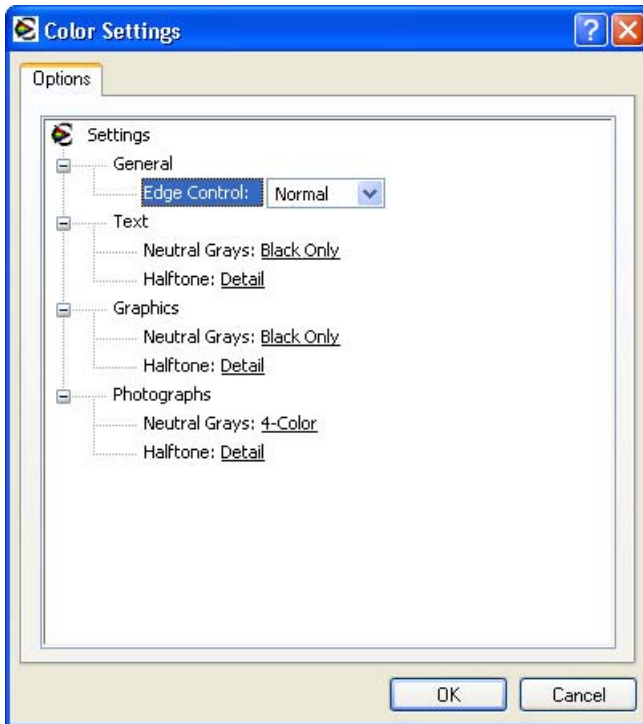 Color Settings
Options
Settings
General
Edge Control: Normal
Text
Neutral Grays: Black Only
Halftone: Detail
Graphics
Neutral Grays: Black Only
Halftone: Detail
Photographs
Neutral Grays: 4-Color
Halftone: Detail
OK Cancel